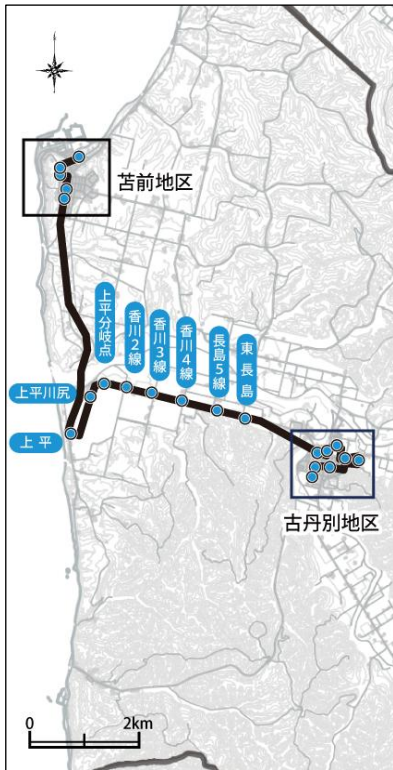 苫前地区
上平分岐点
香川2線
香川3線
香川4線
長島5線
東長島
上平川尻
上平
古丹別地区
0 2km